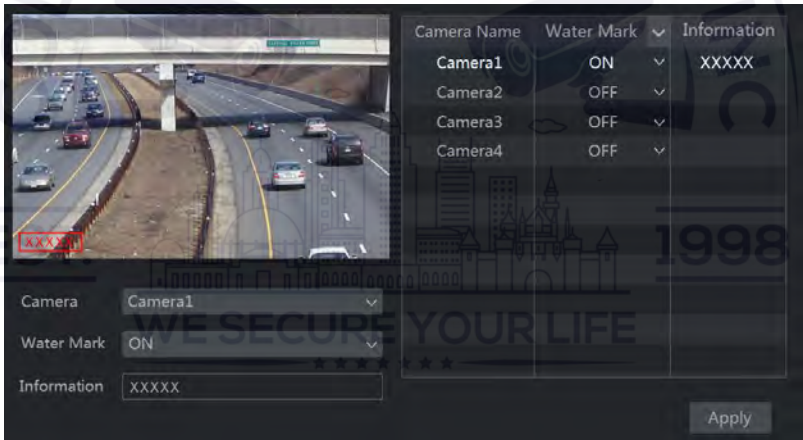 Camera Name Water Mark Information
Camera1 ON XXXXX
Camera2 OFF
Camera3 OFF
Camera4 OFF
XXXXX
1998
WE SECURE YOUR LIFE
Camera Camera1
Water Mark ON
Information XXXXX
Apply